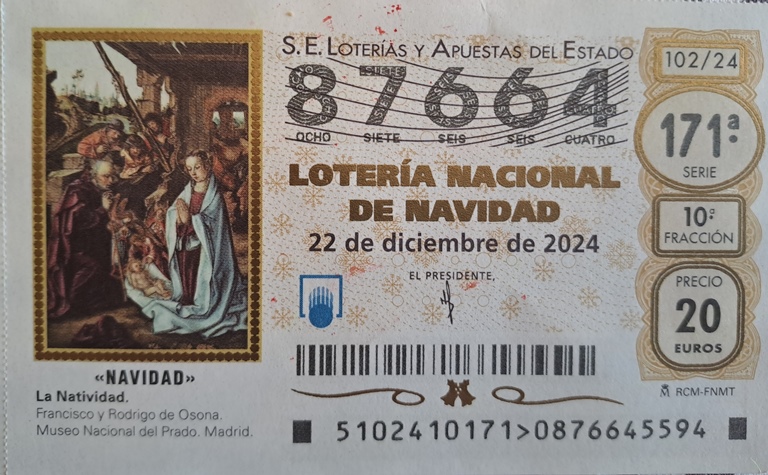 S.E. LOTERÍAS Y APUESTAS DEL ESTADO
87664
OCHO SIETE SEIS SEIS CUATRO
LOTERÍA NACIONAL
DE NAVIDAD
22 de diciembre de 2024
EL PRESIDENTE,
102/24
171ª
SERIE
10ª
FRACCIÓN
PRECIO
20
EUROS
RCM-FNMT
«NAVIDAD»
La Natividad.
Francisco y Rodrigo de Osona.
Museo Nacional del Prado. Madrid.
5102410171>0876645594